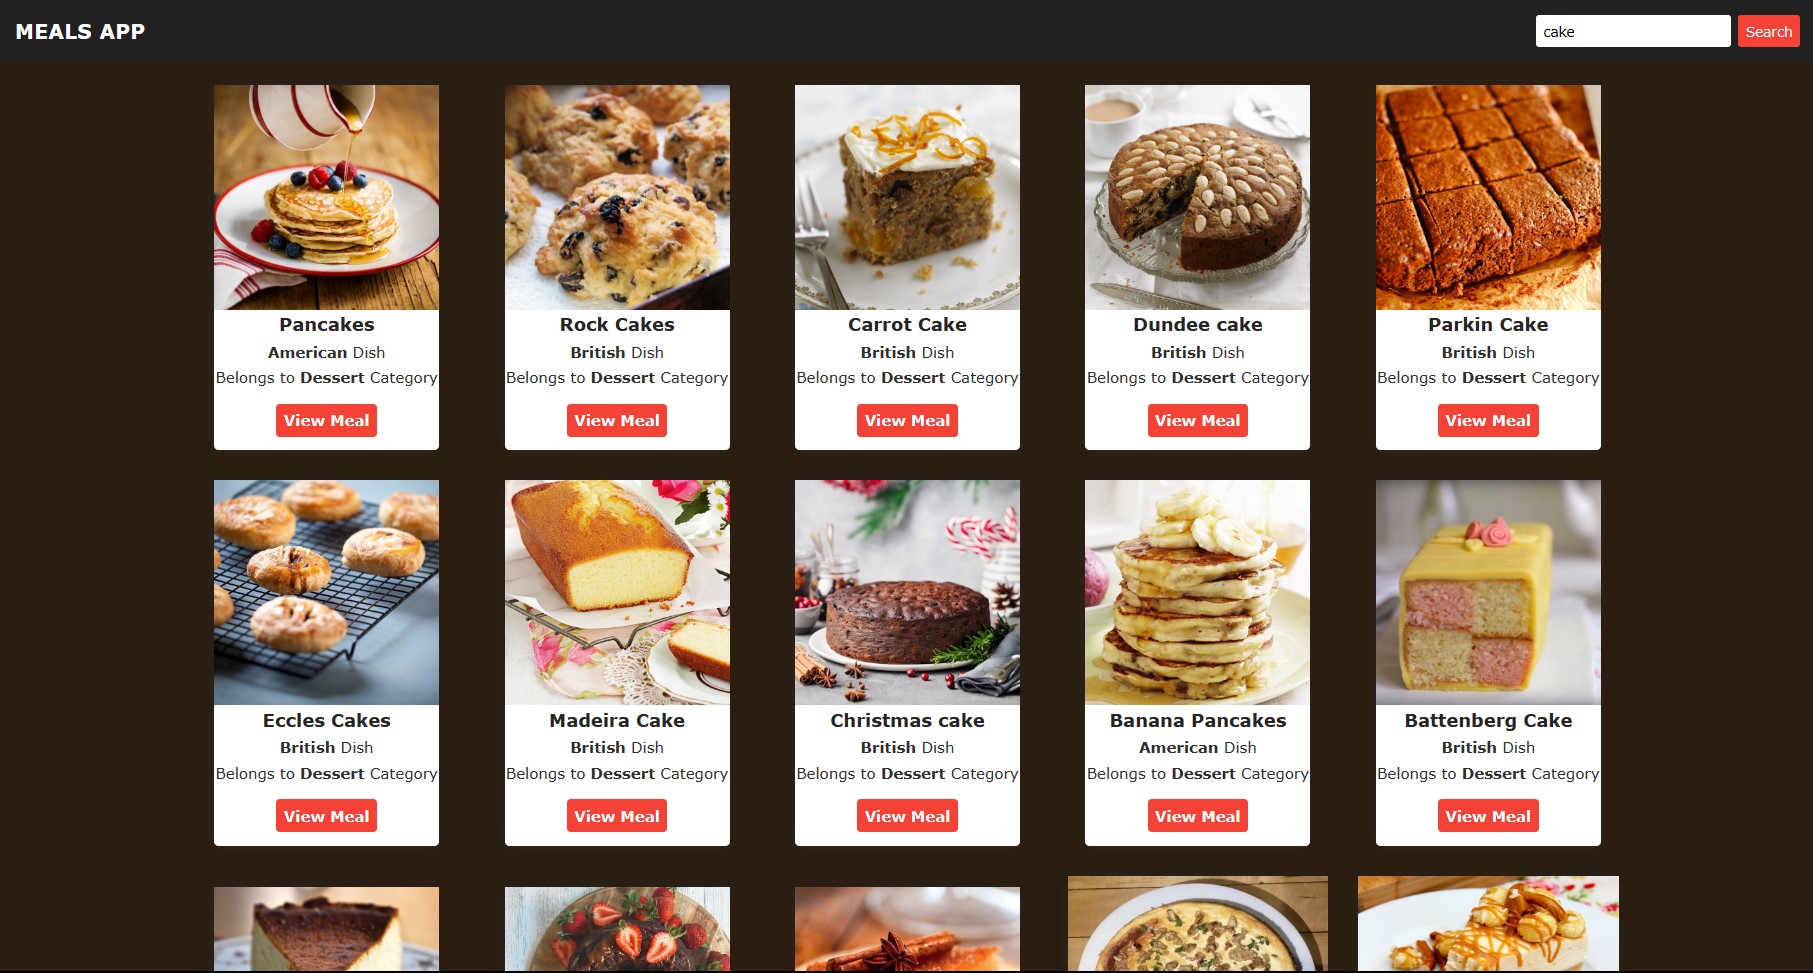 MEALS APP
cake
Search
Pancakes
American Dish
Belongs to Dessert Category
View Meal
Rock Cakes
British Dish
Belongs to Dessert Category
View Meal
Carrot Cake
British Dish
Belongs to Dessert Category
View Meal
Dundee cake
British Dish
Belongs to Dessert Category
View Meal
Parkin Cake
British Dish
Belongs to Dessert Category
View Meal
Eccles Cakes
British Dish
Belongs to Dessert Category
View Meal
Madeira Cake
British Dish
Belongs to Dessert Category
View Meal
Christmas cake
British Dish
Belongs to Dessert Category
View Meal
Banana Pancakes
American Dish
Belongs to Dessert Category
View Meal
Battenberg Cake
British Dish
Belongs to Dessert Category
View Meal